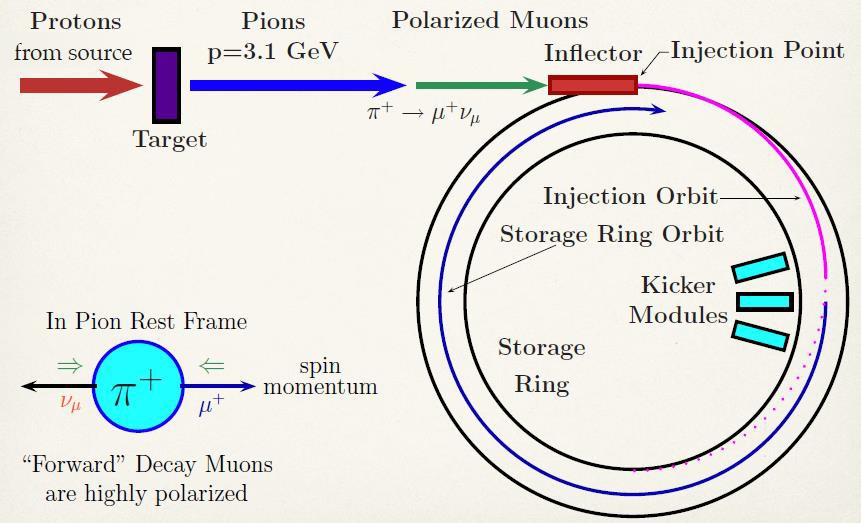 Protons
from source
Target
Pions
p=3.1 GeV
Polarized Muons
π⁺ → μ⁺ν_μ
Inflector
Injection Point
Injection Orbit
Storage Ring Orbit
Kicker
Modules
Storage
Ring
In Pion Rest Frame
⇒ ⇐
π⁺
ν_μ
μ⁺
spin
momentum
“Forward” Decay Muons
are highly polarized